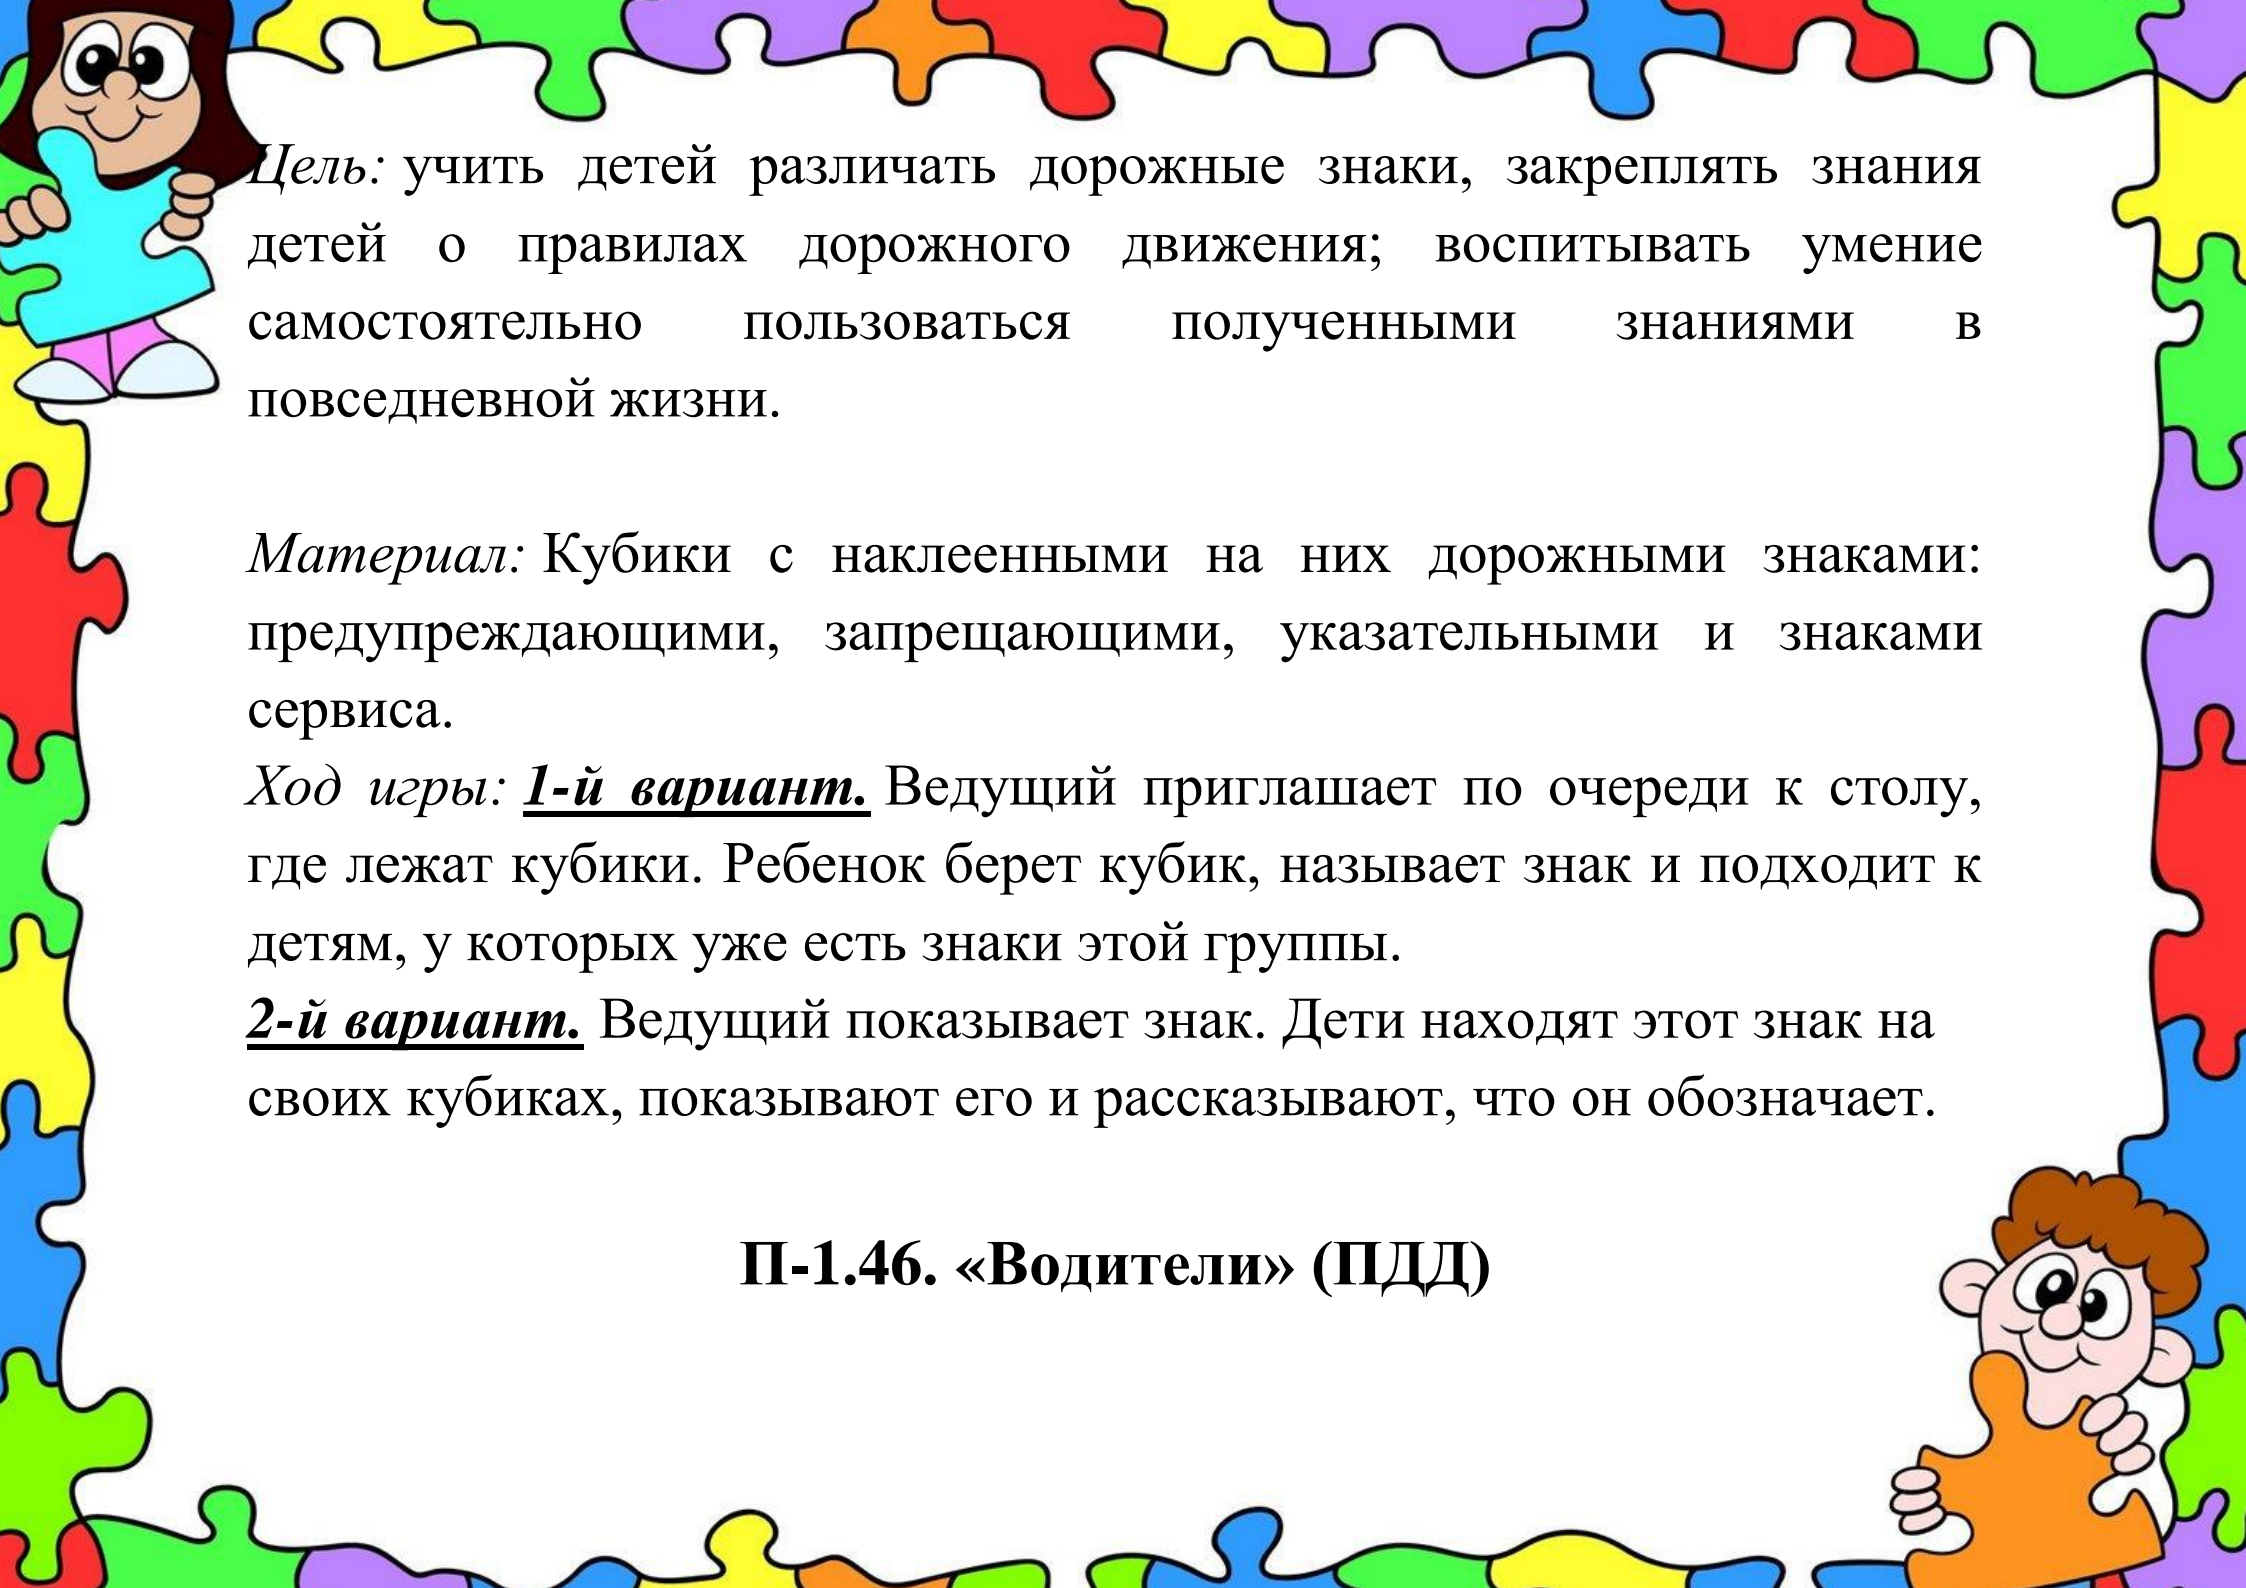 Цель: учить детей различать дорожные знаки, закреплять знания
детей о правилах дорожного движения; воспитывать умение
самостоятельно пользоваться полученными знаниями в
повседневной жизни.
Материал: Кубики с наклеенными на них дорожными знаками:
предупреждающими, запрещающими, указательными и знаками
сервиса.
Ход игры: 1-й вариант. Ведущий приглашает по очереди к столу,
где лежат кубики. Ребенок берет кубик, называет знак и подходит к
детям, у которых уже есть знаки этой группы.
2-й вариант. Ведущий показывает знак. Дети находят этот знак на
своих кубиках, показывают его и рассказывают, что он обозначает.
П-1.46. «Водители» (ПДД)